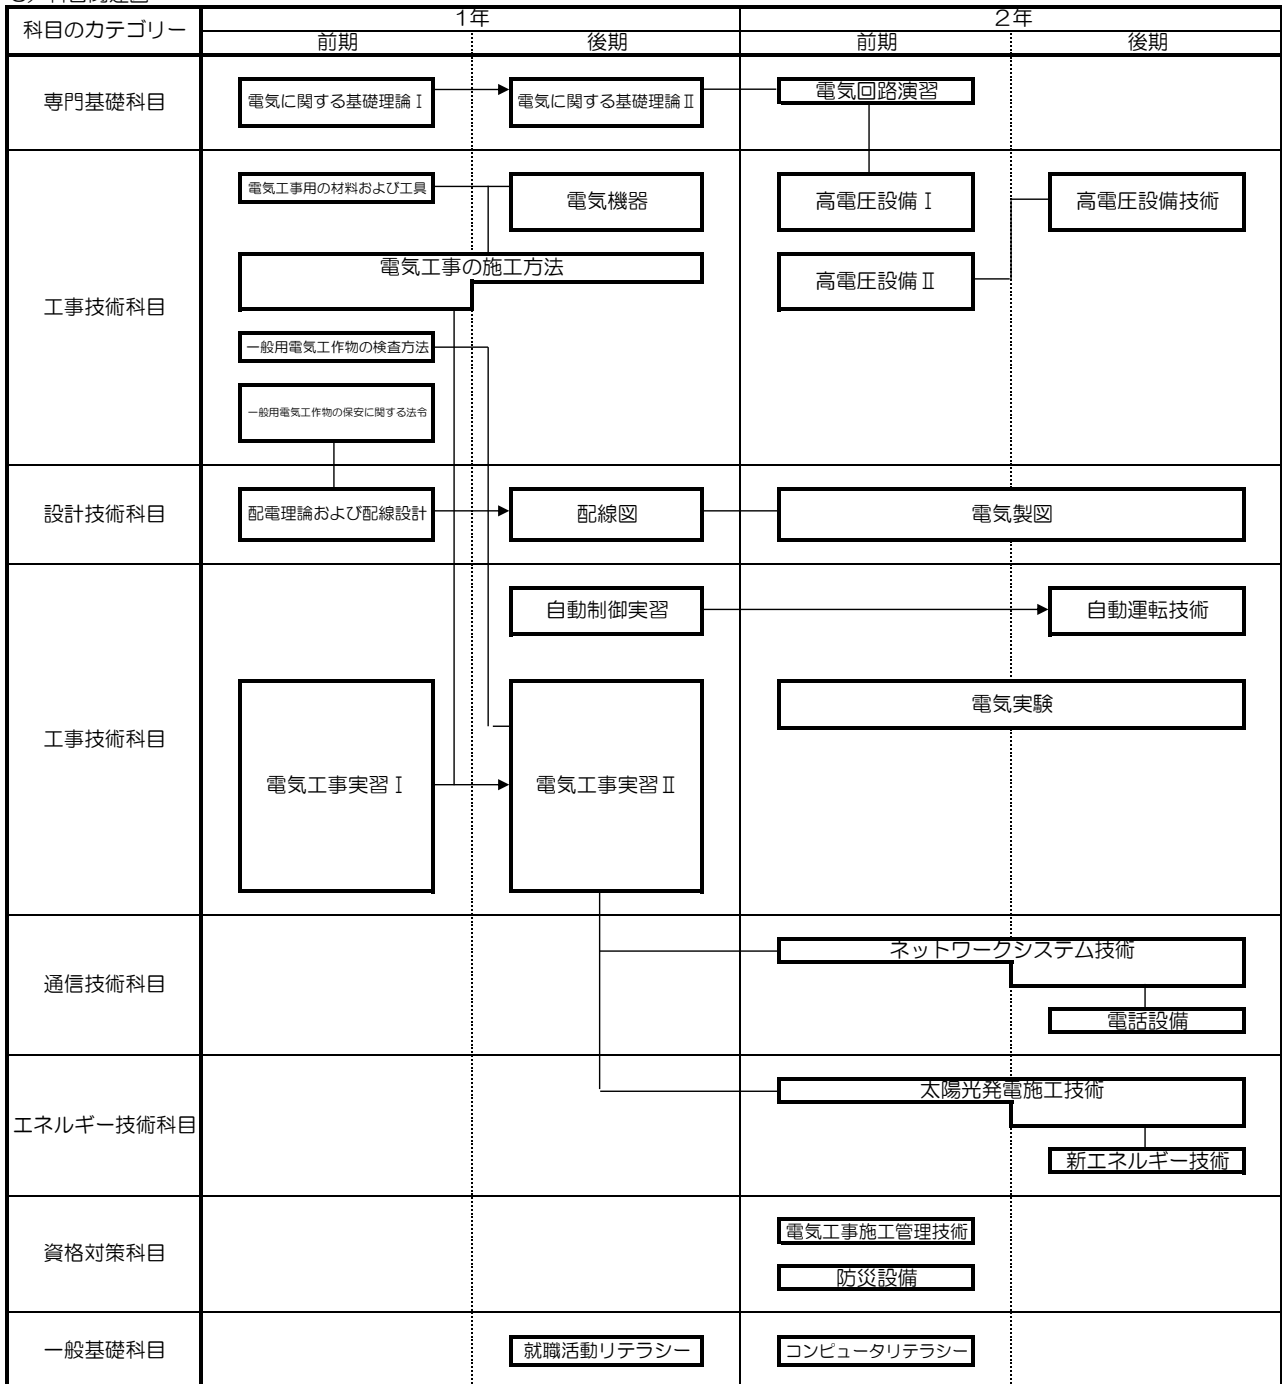 科目のカテゴリー
1年
2年
前期
後期
前期
後期
専門基礎科目
電気に関する基礎理論Ⅰ
電気に関する基礎理論Ⅱ
電気回路演習
工事技術科目
電気工事用の材料および工具
電気機器
高電圧設備Ⅰ
高電圧設備技術
電気工事の施工方法
高電圧設備Ⅱ
一般用電気工作物の検査方法
一般用電気工作物の保安に関する法令
設計技術科目
配電理論および配線設計
配線図
電気製図
工事技術科目
自動制御実習
自動運転技術
電気実験
電気工事実習Ⅰ
電気工事実習Ⅱ
通信技術科目
ネットワークシステム技術
電話設備
エネルギー技術科目
太陽光発電施工技術
新エネルギー技術
資格対策科目
電気工事施工管理技術
防災設備
一般基礎科目
就職活動リテラシー
コンピュータリテラシー